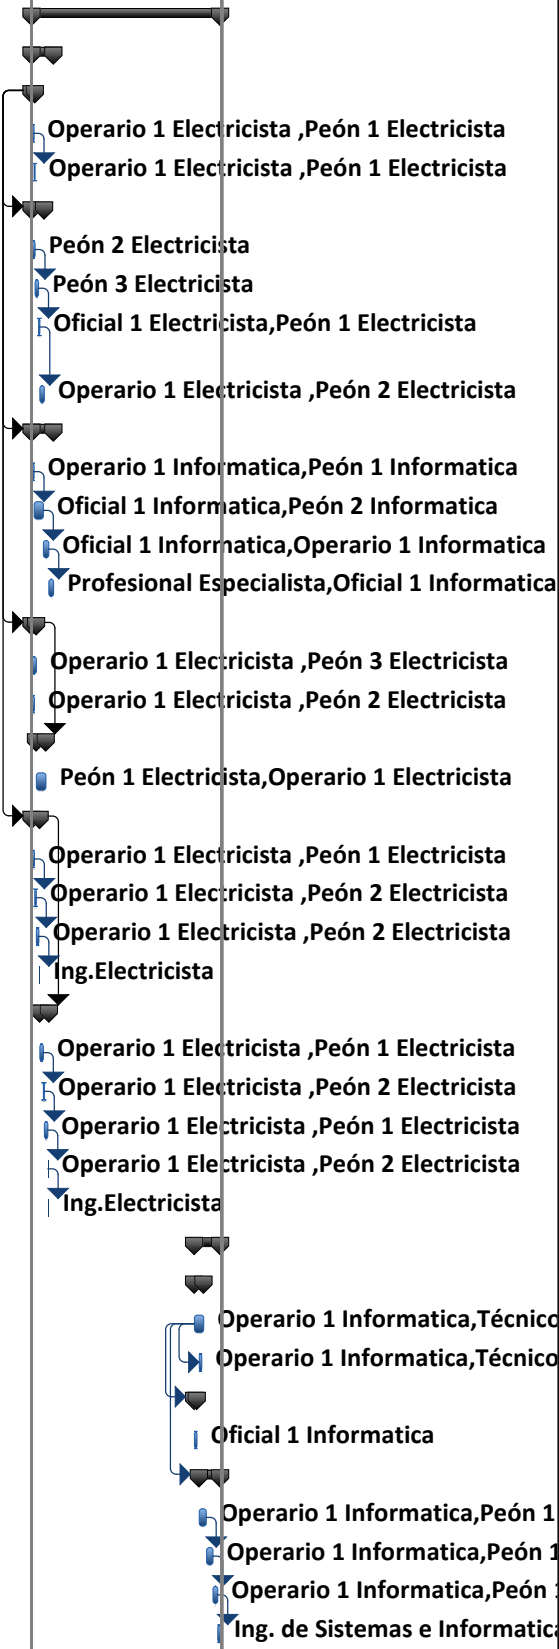 Operario 1 Electricista ,Peón 1 Electricista
Operario 1 Electricista ,Peón 1 Electricista
Peón 2 Electricista
Peón 3 Electricista
Oficial 1 Electricista,Peón 1 Electricista
Operario 1 Electricista ,Peón 2 Electricista
Operario 1 Informatica,Peón 1 Informatica
Oficial 1 Informatica,Peón 2 Informatica
Oficial 1 Informatica,Operario 1 Informatica
Profesional Especialista,Oficial 1 Informatica
Operario 1 Electricista ,Peón 3 Electricista
Operario 1 Electricista ,Peón 2 Electricista
Peón 1 Electricista,Operario 1 Electricista
Operario 1 Electricista ,Peón 1 Electricista
Operario 1 Electricista ,Peón 2 Electricista
Operario 1 Electricista ,Peón 2 Electricista
Ing.Electricista
Operario 1 Electricista ,Peón 1 Electricista
Operario 1 Electricista ,Peón 2 Electricista
Operario 1 Electricista ,Peón 1 Electricista
Operario 1 Electricista ,Peón 2 Electricista
Ing.Electricista
Operario 1 Informatica,Técnico
Operario 1 Informatica,Técnico
Oficial 1 Informatica
Operario 1 Informatica,Peón 1
Operario 1 Informatica,Peón 1
Operario 1 Informatica,Peón
Ing. de Sistemas e Informatica